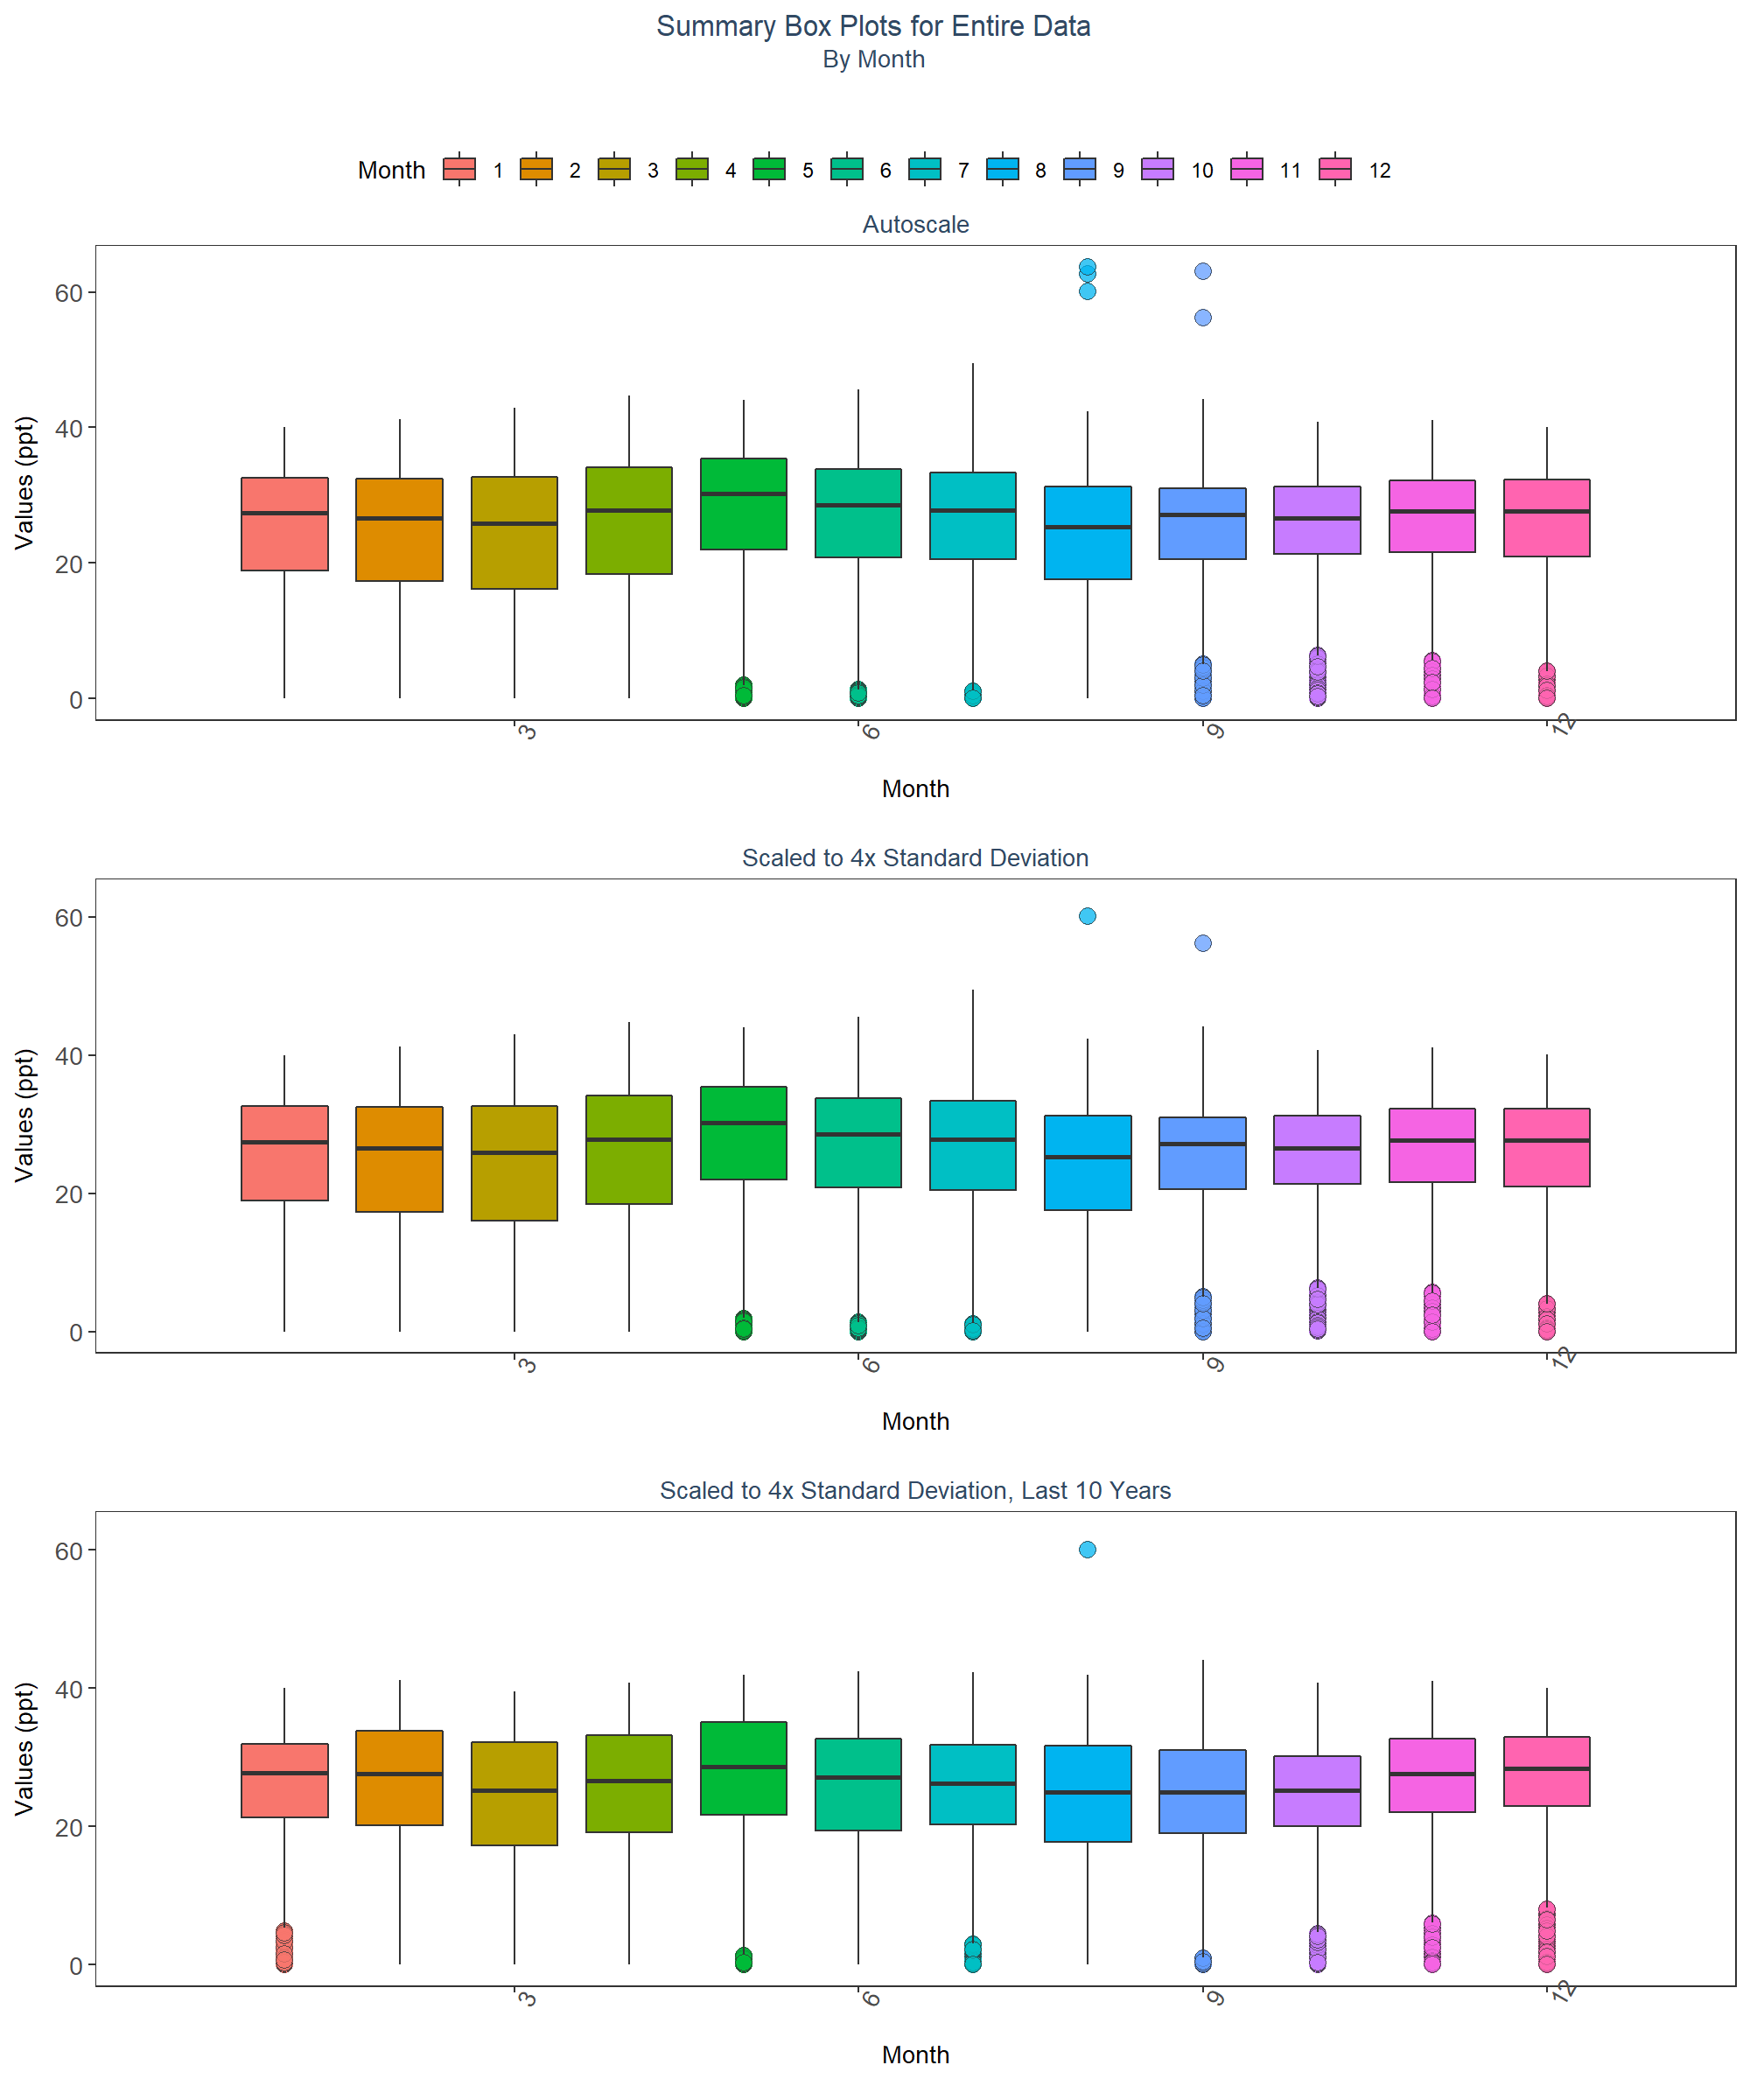 Summary Box Plots for Entire Data
By Month
Month 1 2 3 4 5 6 7 8 9 10 11 12
Autoscale
Values (ppt)
60
40
20
0
3 6 9 12
Month
Scaled to 4x Standard Deviation
Values (ppt)
60
40
20
0
3 6 9 12
Month
Scaled to 4x Standard Deviation, Last 10 Years
Values (ppt)
60
40
20
0
3 6 9 12
Month